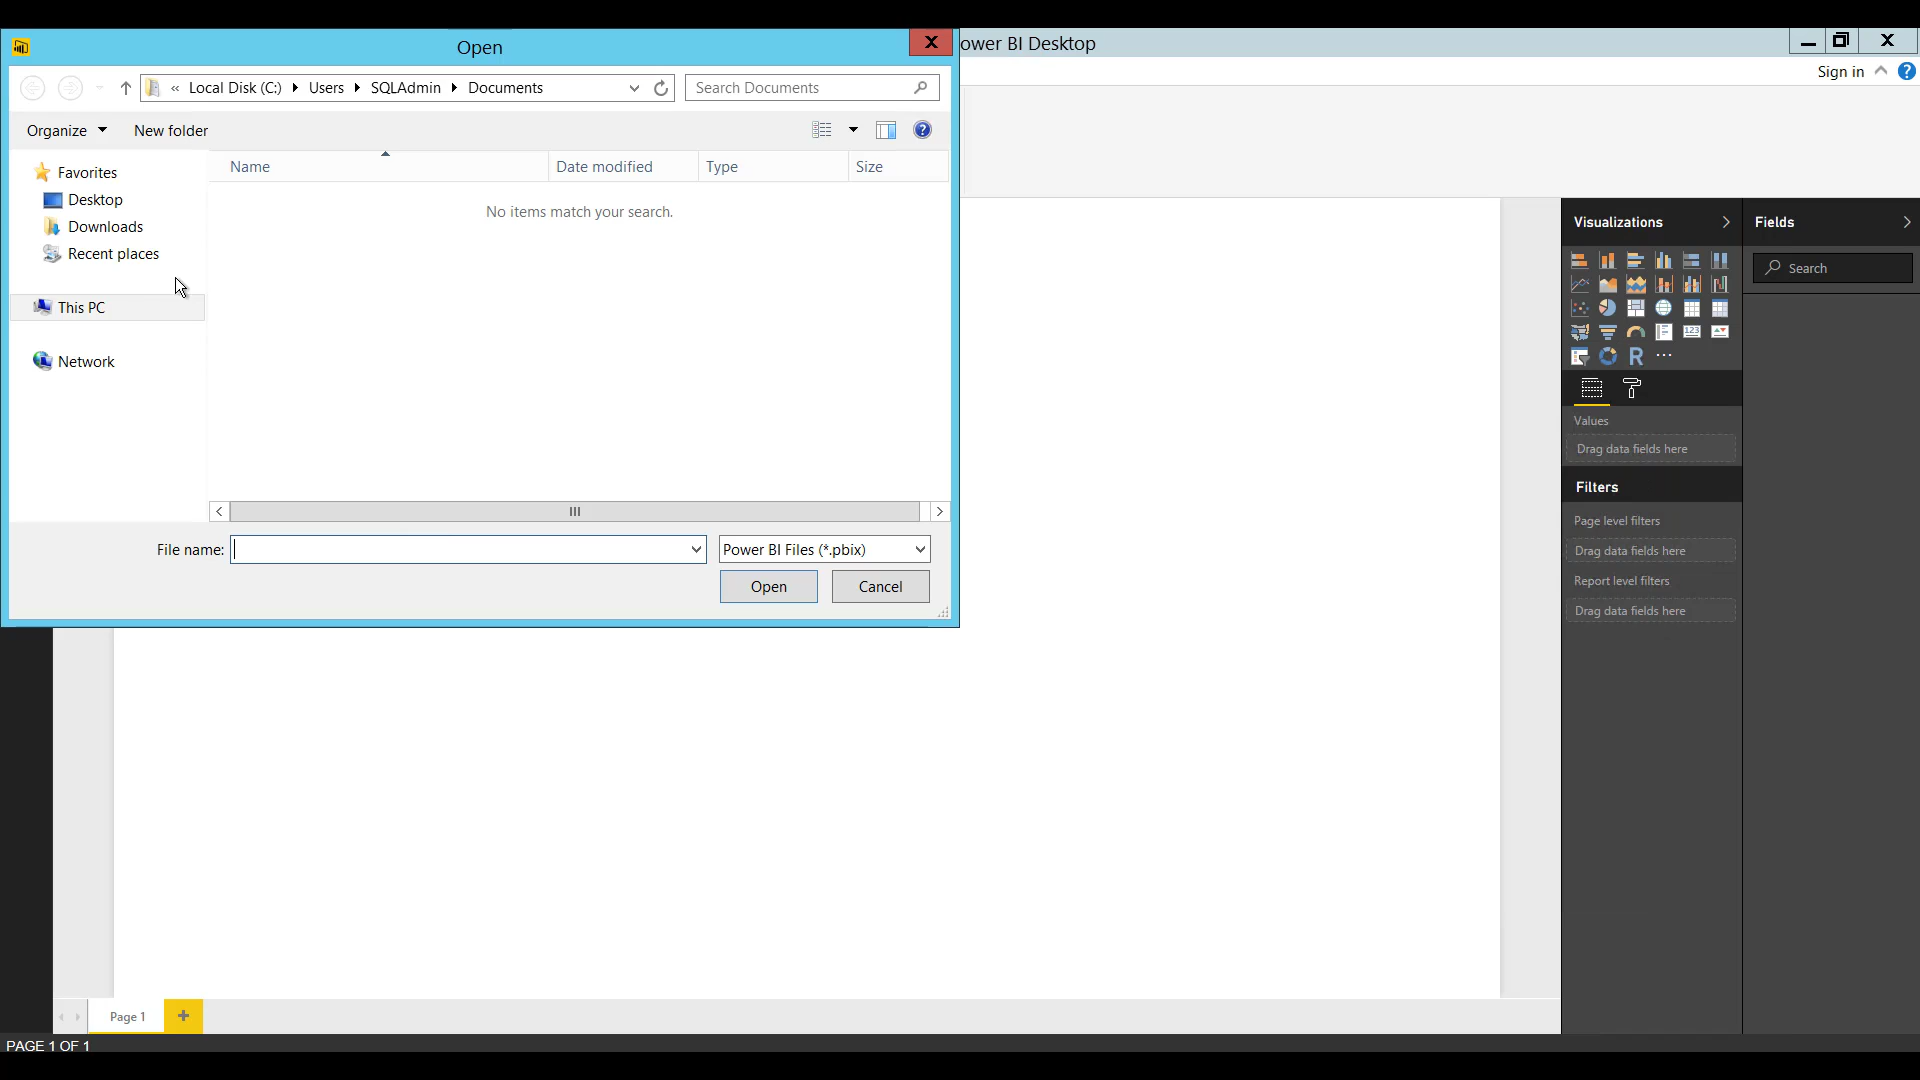 Open
X
ower BI Desktop
X
Sign in
?
« Local Disk (C:) Users SQLAdmin Documents
Search Documents
Organize
New folder
?
Favorites
Desktop
Downloads
Recent places
This PC
Network
Name
Date modified
Type
Size
No items match your search.
File name:
Power BI Files (*.pbix)
Open
Cancel
Visualizations
Fields
Search
123
R
Values
Drag data fields here
Filters
Page level filters
Drag data fields here
Report level filters
Drag data fields here
Page 1
+
PAGE 1 OF 1